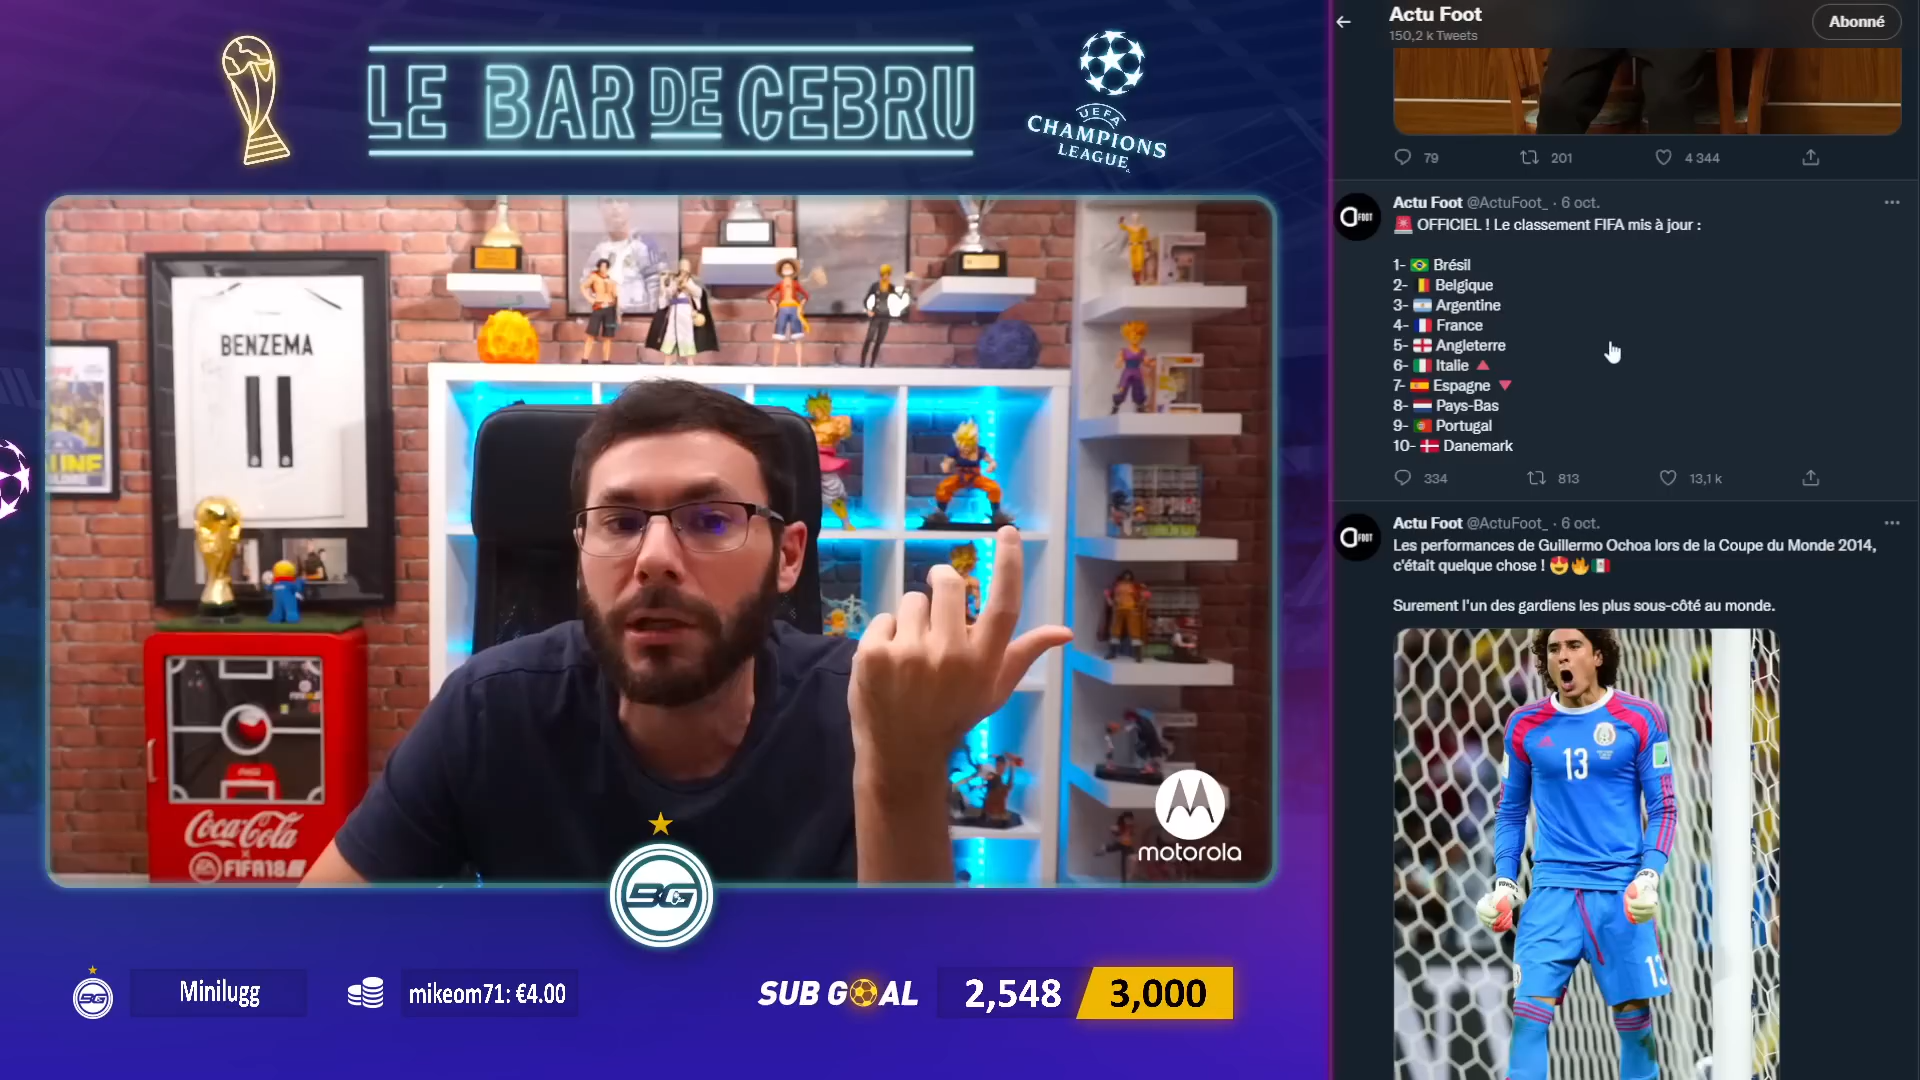 LE BAR DE CEBRU
UEFA
CHAMPIONS
LEAGUE
BENZEMA
11
Coca-Cola
EA FIFA 18
motorola
Minilugg
mikeom71: €4.00
SUB GOAL
2,548
3,000
Actu Foot
150,2 k Tweets
Abonné
79
201
4 344
Actu Foot @ActuFoot_ · 6 oct.
🚨 OFFICIEL ! Le classement FIFA mis à jour :
1- 🇧🇷 Brésil
2- 🇧🇪 Belgique
3- 🇦🇷 Argentine
4- 🇫🇷 France
5- 🏴󠁧󠁢󠁥󠁮󠁧󠁿 Angleterre
6- 🇮🇹 Italie 🔺
7- 🇪🇸 Espagne 🔻
8- 🇳🇱 Pays-Bas
9- 🇵🇹 Portugal
10- 🇩🇰 Danemark
334
813
13,1 k
Actu Foot @ActuFoot_ · 6 oct.
Les performances de Guillermo Ochoa lors de la Coupe du Monde 2014,
c'était quelque chose ! 😍🔥🇲🇽
Surement l'un des gardiens les plus sous-côté au monde.
13
13